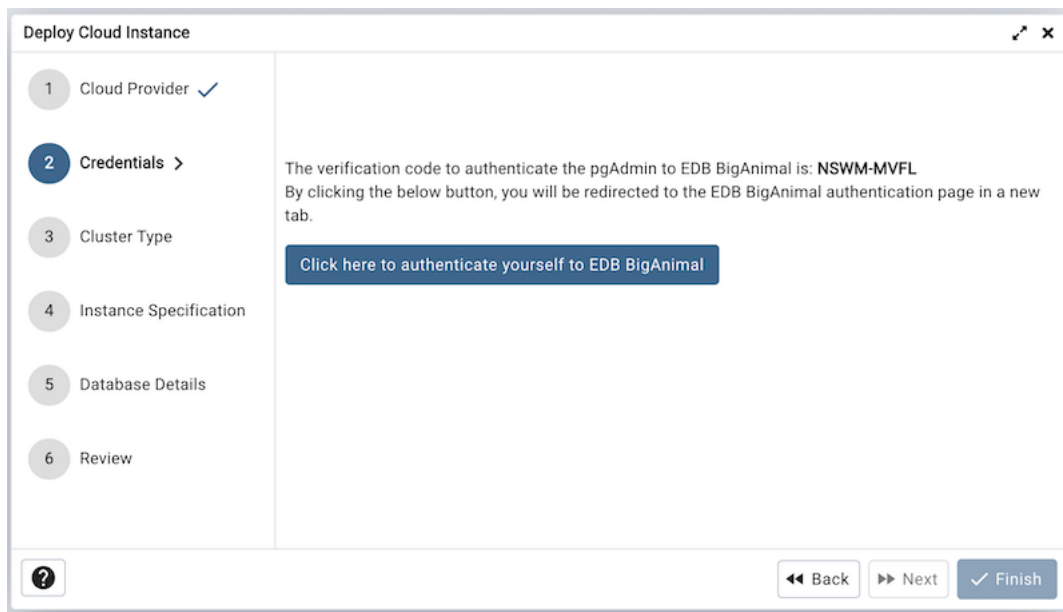 Deploy Cloud Instance
1 Cloud Provider
2 Credentials
3 Cluster Type
4 Instance Specification
5 Database Details
6 Review
The verification code to authenticate the pgAdmin to EDB BigAnimal is: NSWM-MVFL
By clicking the below button, you will be redirected to the EDB BigAnimal authentication page in a new
tab.
Click here to authenticate yourself to EDB BigAnimal
?
Back
Next
Finish